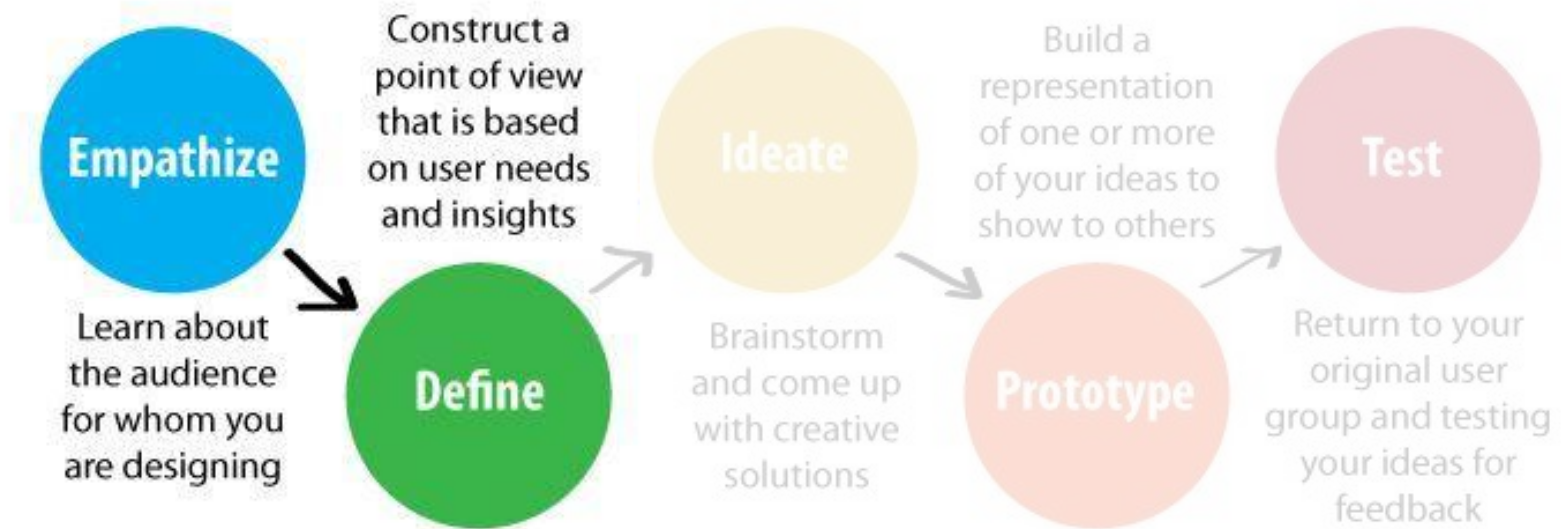 Empathize
Learn about
the audience
for whom you
are designing
Construct a
point of view
that is based
on user needs
and insights
Define
Ideate
Brainstorm
and come up
with creative
solutions
Build a
representation
of one or more
of your ideas to
show to others
Prototype
Test
Return to your
original user
group and testing
your ideas for
feedback